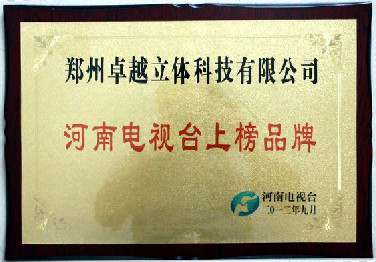 郑州卓越立体科技有限公司
河南电视台上榜品牌
河南电视台
二〇一二年九月